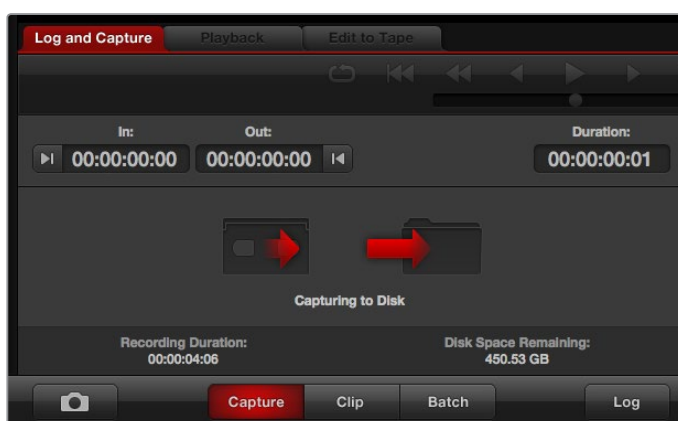 Log and Capture Playback Edit to Tape
In: Out: Duration:
00:00:00:00 00:00:00:00 00:00:00:01
Capturing to Disk
Recording Duration: Disk Space Remaining:
00:00:04:06 450.53 GB
Capture Clip Batch Log